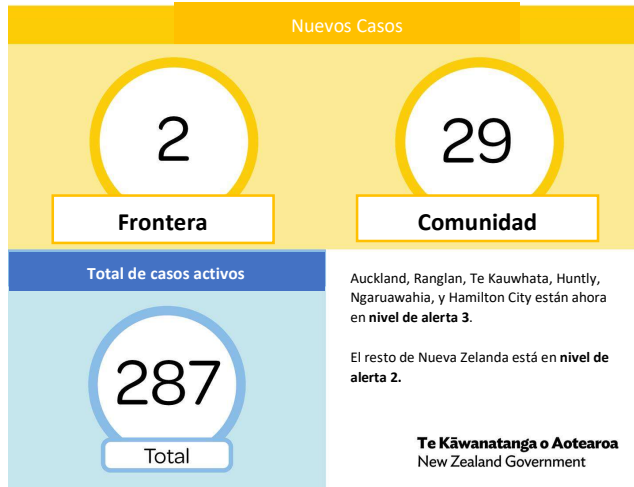 Nuevos Casos
2
29
Frontera
Comunidad
Total de casos activos
287
Total
Auckland, Ranglan, Te Kauwhata, Huntly,
Ngaruawahia, y Hamilton City están ahora
en nivel de alerta 3.
El resto de Nueva Zelanda está en nivel de
alerta 2.
Te Kāwanatanga o Aotearoa
New Zealand Government